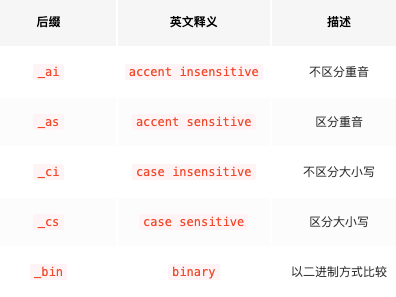 后缀 英文释义 描述
_ai accent insensitive 不区分重音
_as accent sensitive 区分重音
_ci case insensitive 不区分大小写
_cs case sensitive 区分大小写
_bin binary 以二进制方式比较